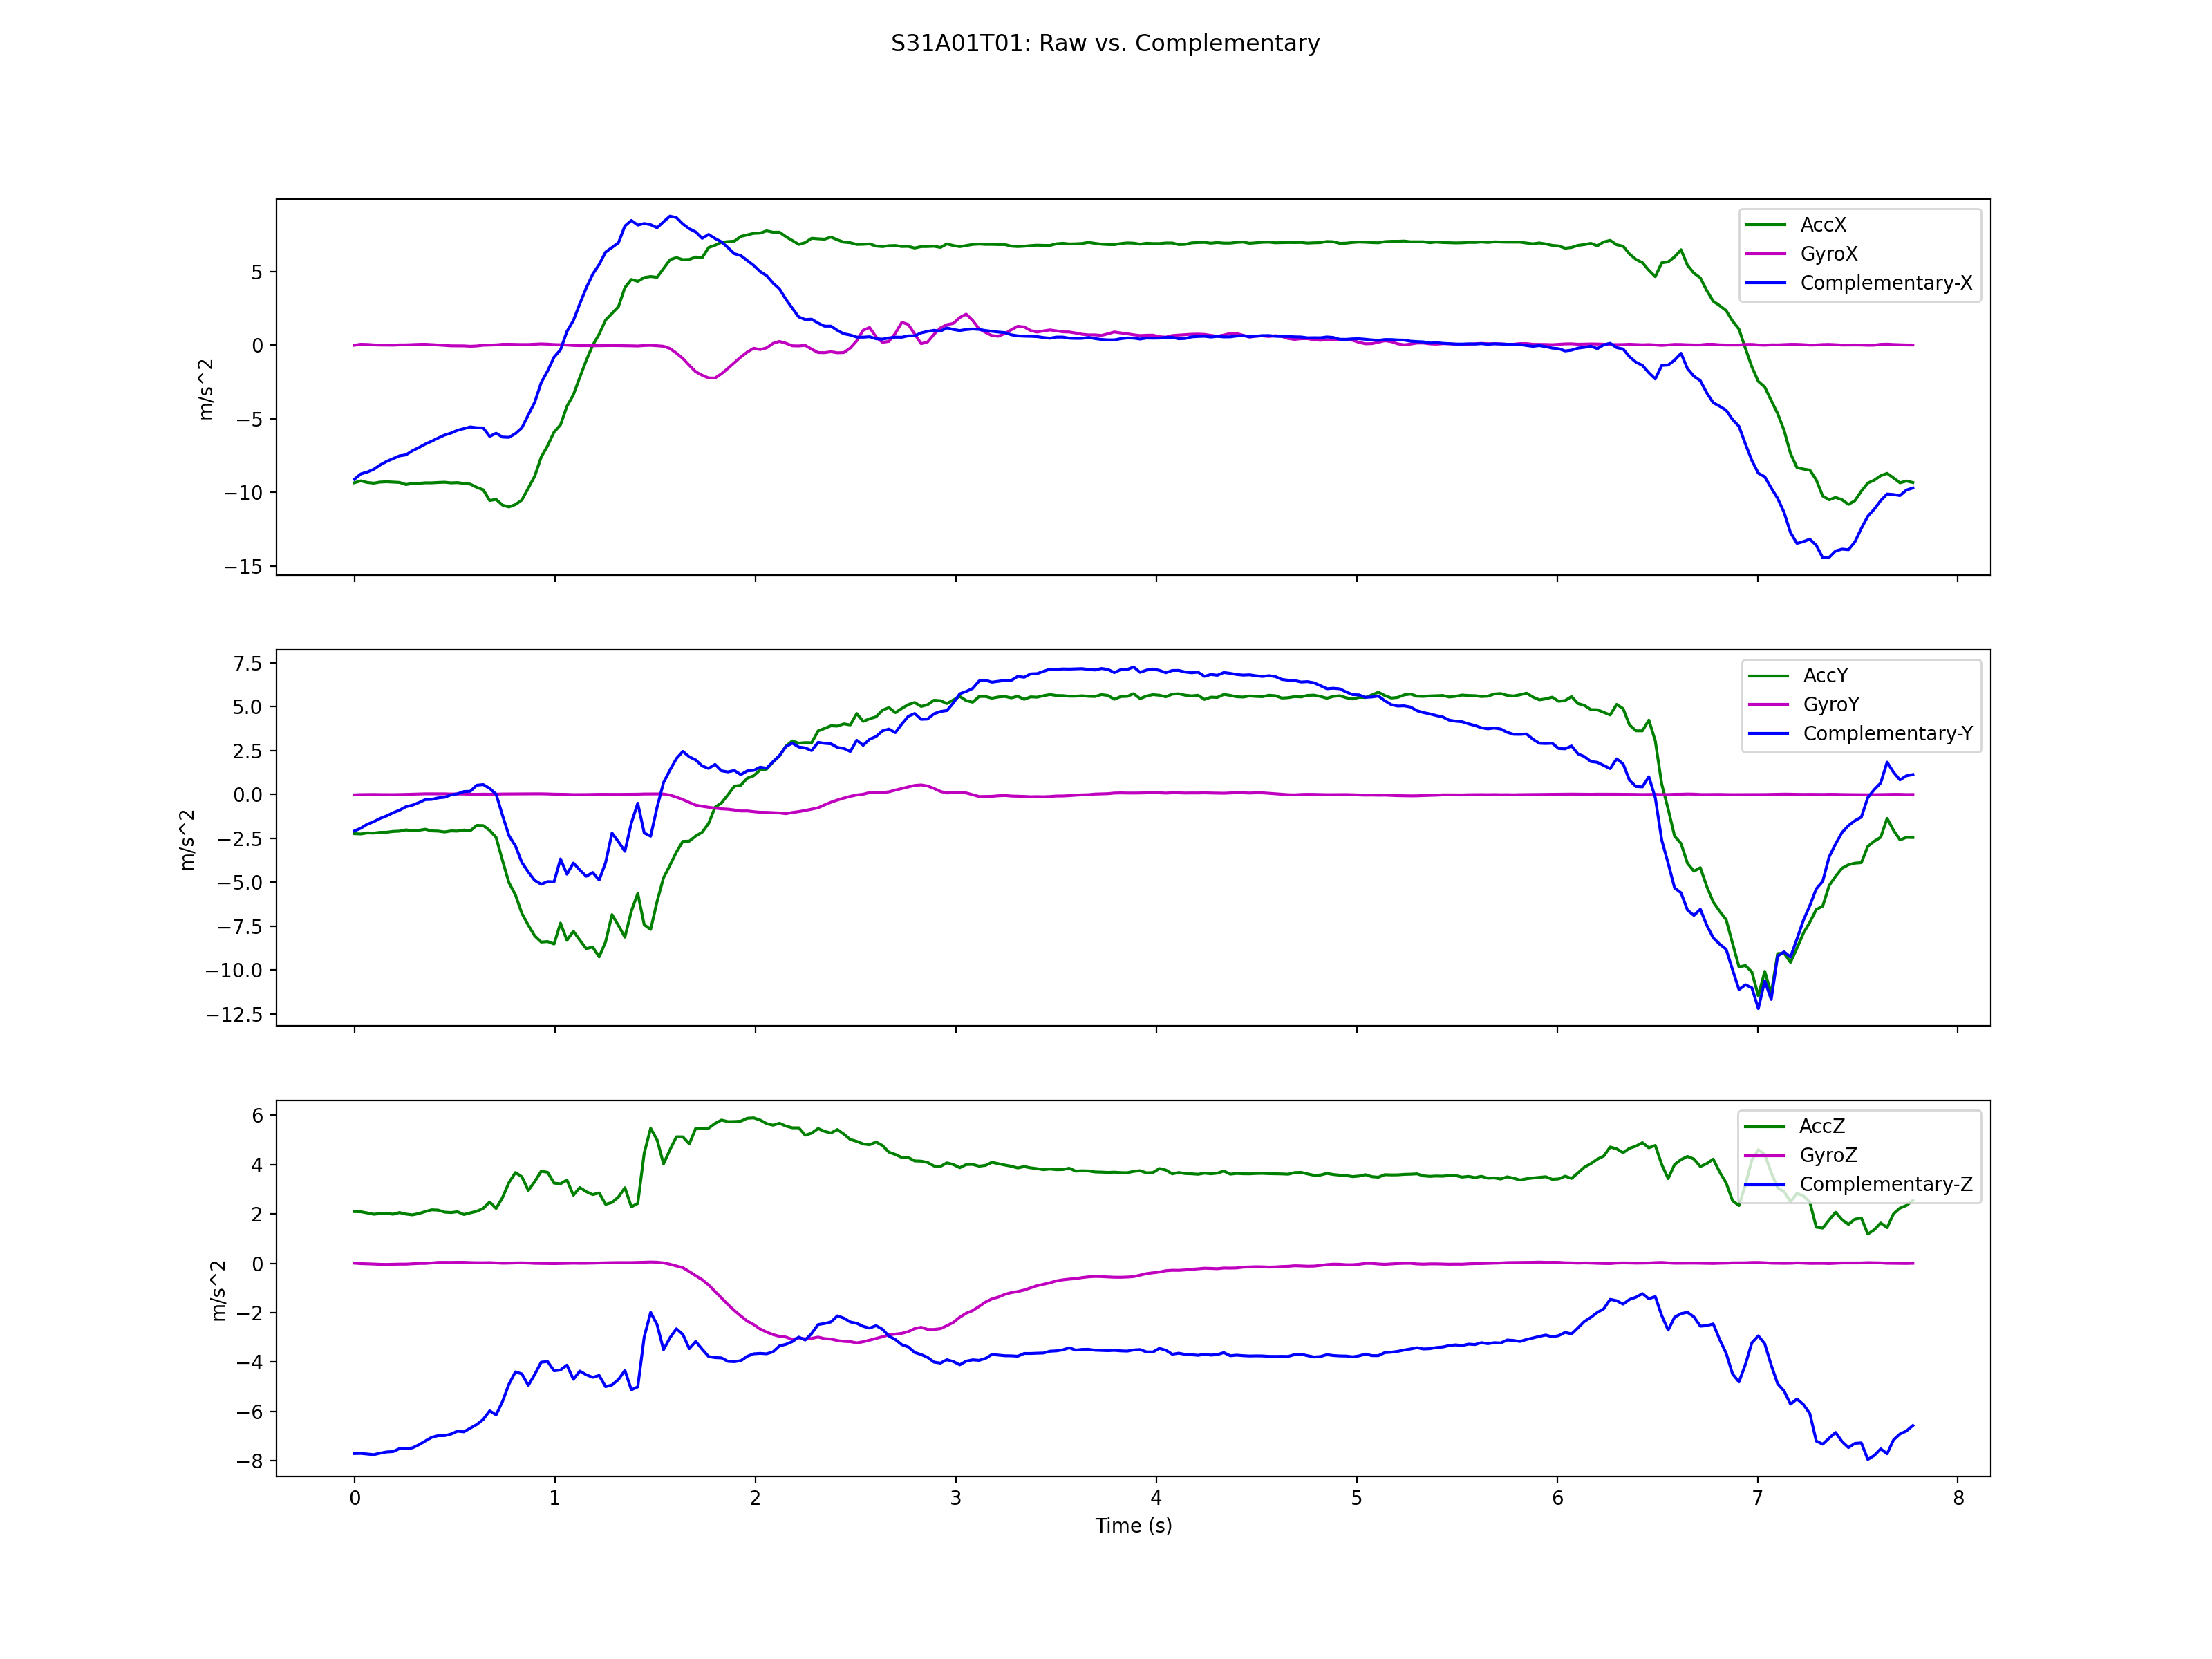 S31A01T01: Raw vs. Complementary
m/s^2
5
0
−5
−10
−15
AccX
GyroX
Complementary-X
m/s^2
7.5
5.0
2.5
0.0
−2.5
−5.0
−7.5
−10.0
−12.5
AccY
GyroY
Complementary-Y
m/s^2
6
4
2
0
−2
−4
−6
−8
AccZ
GyroZ
Complementary-Z
0 1 2 3 4 5 6 7 8
Time (s)